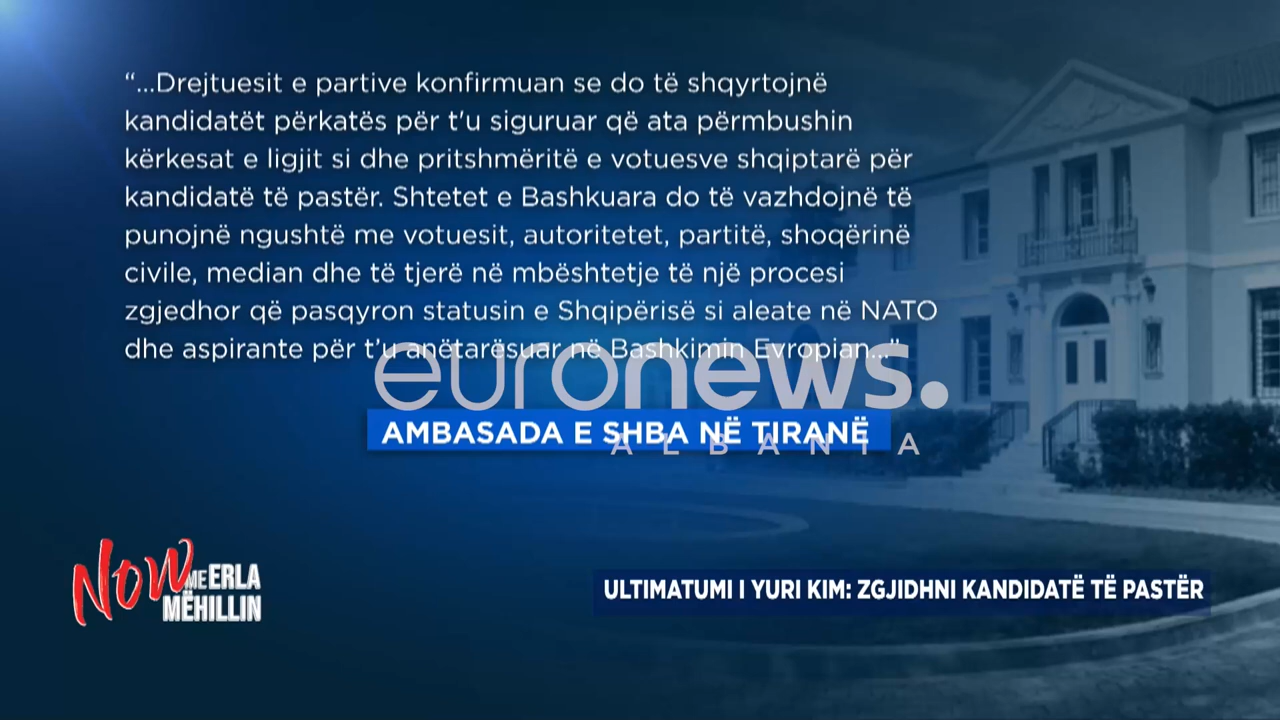 “...Drejtuesit e partive konfirmuan se do të shqyrtojnë
kandidatët përkatës për t'u siguruar që ata përmbushin
kërkesat e ligjit si dhe pritshmëritë e votuesve shqiptarë për
kandidatë të pastër. Shtetet e Bashkuara do të vazhdojnë të
punojnë ngushtë me votuesit, autoritetet, partitë, shoqërinë
civile, median dhe të tjerë në mbështetje të një procesi
zgjedhor që pasqyron statusin e Shqipërisë si aleate në NATO
dhe aspirante për t’u anëtarësuar në Bashkimin Evropian...”
euronews.
AMBASADA E SHBA NË TIRANË
ALBANIA
NOW ME ERLA
MËHILLIN
ULTIMATUMI I YURI KIM: ZGJIDHNI KANDIDATË TË PASTËR